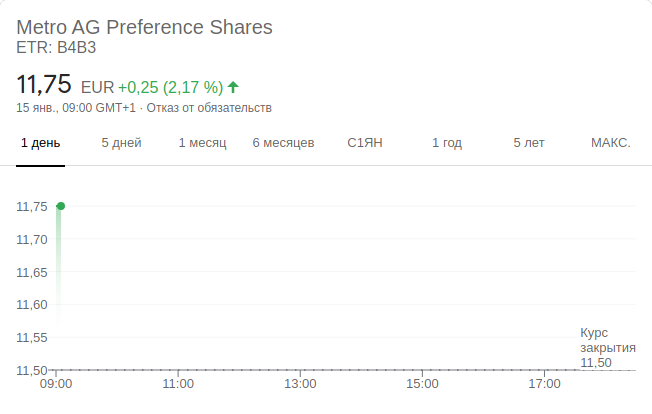 Metro AG Preference Shares
ETR: B4B3
11,75 EUR +0,25 (2,17 %)
15 янв., 09:00 GMT+1 · Отказ от обязательств
1 день 5 дней 1 месяц 6 месяцев С1ЯН 1 год 5 лет МАКС.
11,75
11,70
11,65
11,60
11,55
11,50
Курс
закрытия
11,50
09:00 11:00 13:00 15:00 17:00